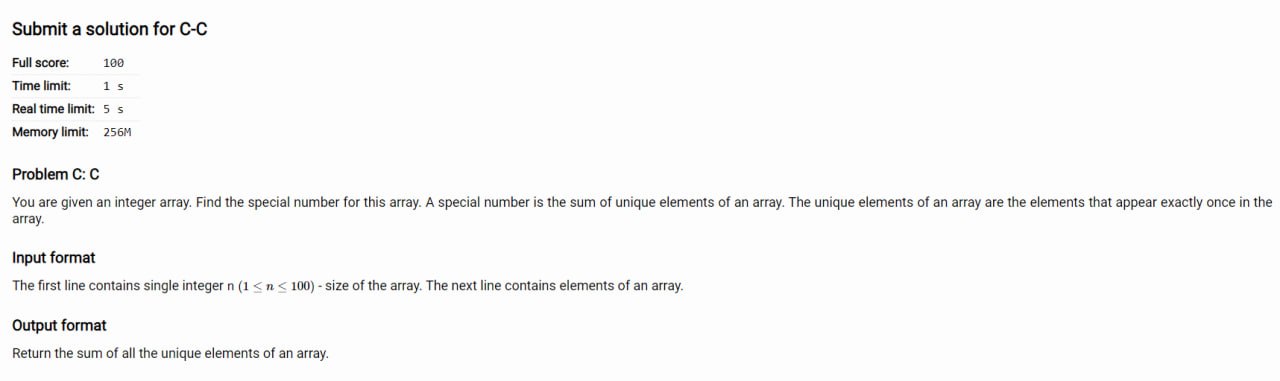 Submit a solution for C-C
Full score: 100
Time limit: 1 s
Real time limit: 5 s
Memory limit: 256M
Problem C: C
You are given an integer array. Find the special number for this array. A special number is the sum of unique elements of an array. The unique elements of an array are the elements that appear exactly once in the
array.
Input format
The first line contains single integer n (1 ≤ n ≤ 100) - size of the array. The next line contains elements of an array.
Output format
Return the sum of all the unique elements of an array.